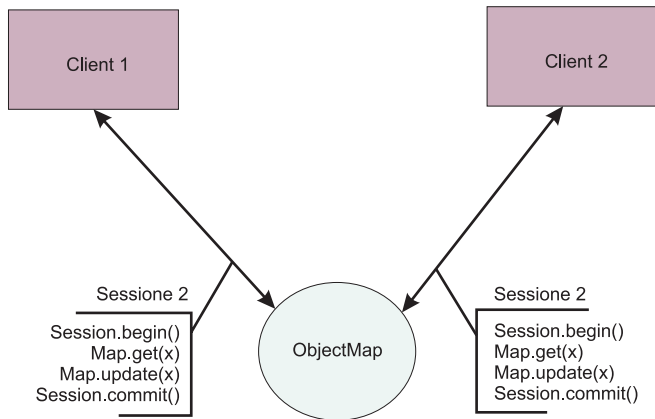 Client 1
Client 2
Sessione 2
Session.begin()
Map.get(x)
Map.update(x)
Session.commit()
ObjectMap
Sessione 2
Session.begin()
Map.get(x)
Map.update(x)
Session.commit()